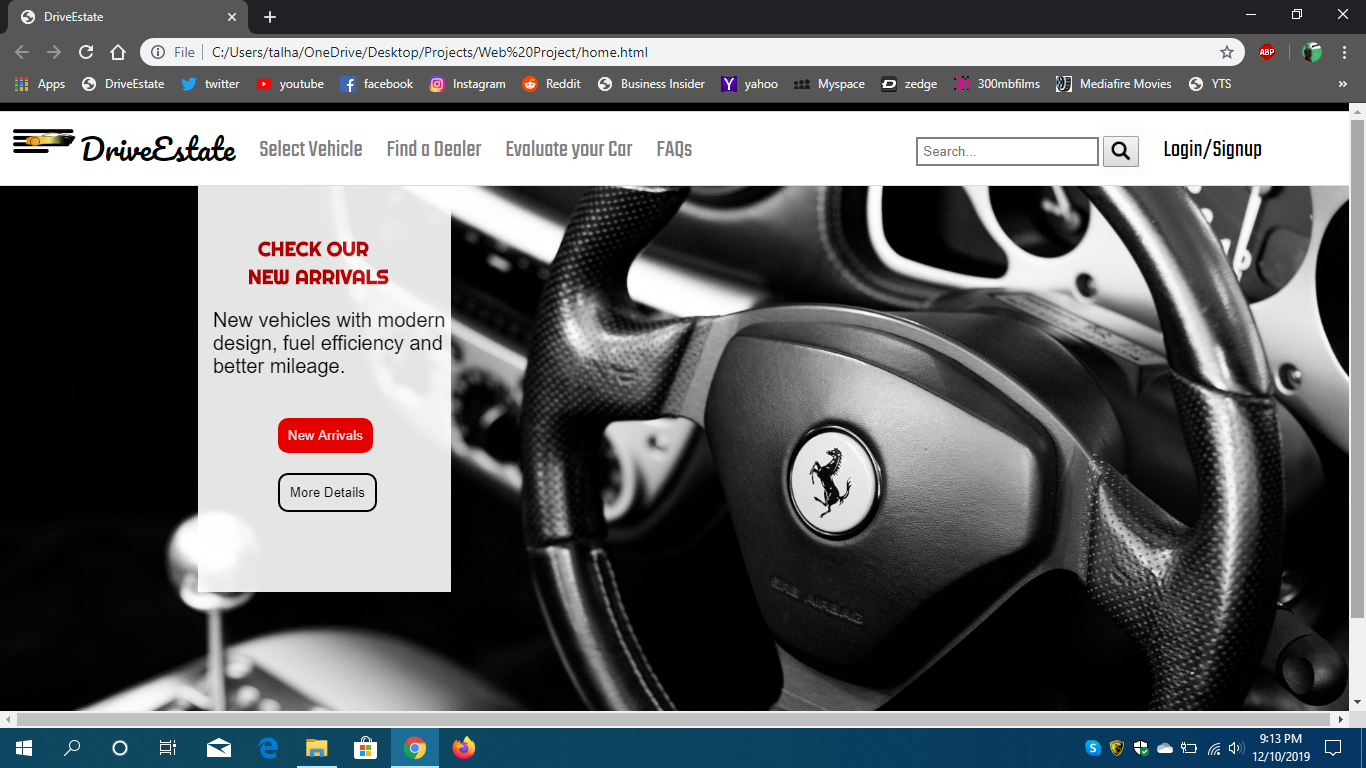 DriveEstate
File
C:/Users/talha/OneDrive/Desktop/Projects/Web%20Project/home.html
ABP
Apps DriveEstate twitter youtube facebook Instagram Reddit Business Insider yahoo Myspace zedge 300mbfilms Mediafire Movies YTS »
DriveEstate Select Vehicle Find a Dealer Evaluate your Car FAQs Search... Login/Signup
CHECK OUR
NEW ARRIVALS
New vehicles with modern
design, fuel efficiency and
better mileage.
New Arrivals
More Details
SRS AIRBAG
9:13 PM
12/10/2019